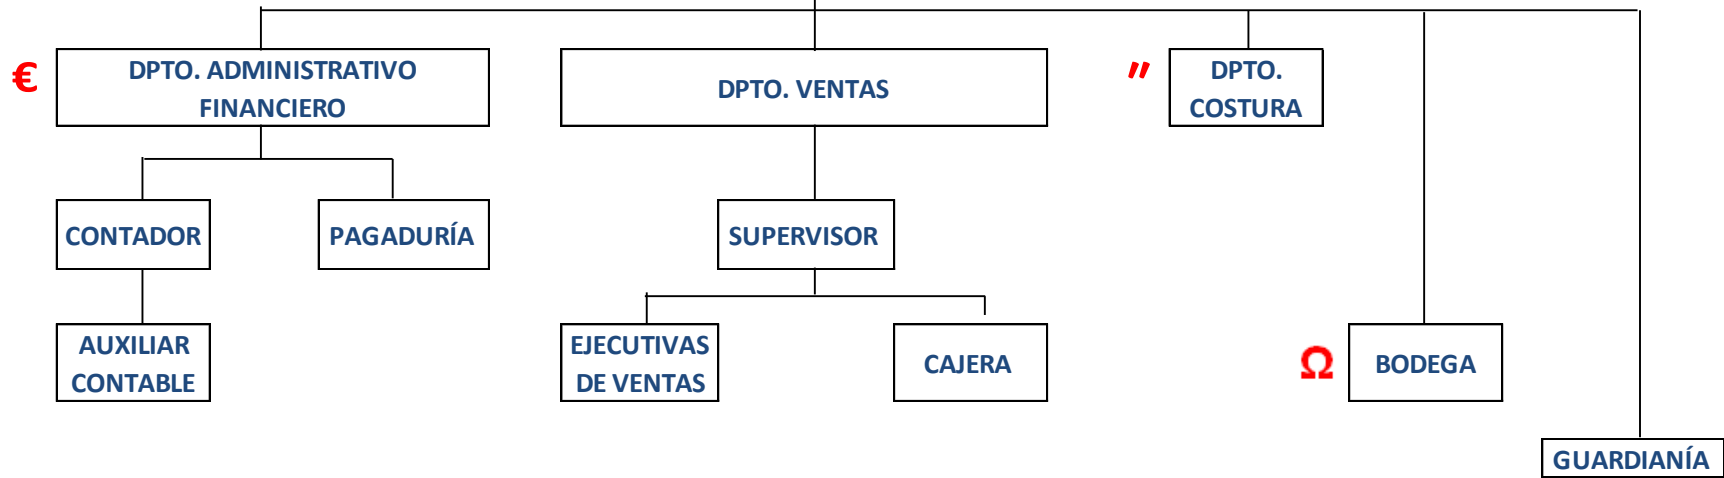 €
DPTO. ADMINISTRATIVO
FINANCIERO
DPTO. VENTAS
"
DPTO.
COSTURA
CONTADOR
PAGADURÍA
SUPERVISOR
AUXILIAR
CONTABLE
EJECUTIVAS
DE VENTAS
CAJERA
Ω
BODEGA
GUARDIANÍA